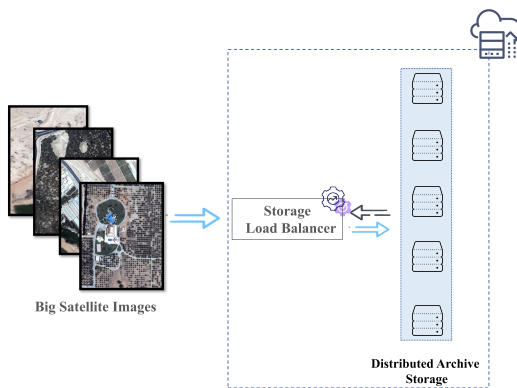 Storage
Load Balancer
Big Satellite Images
Distributed Archive
Storage